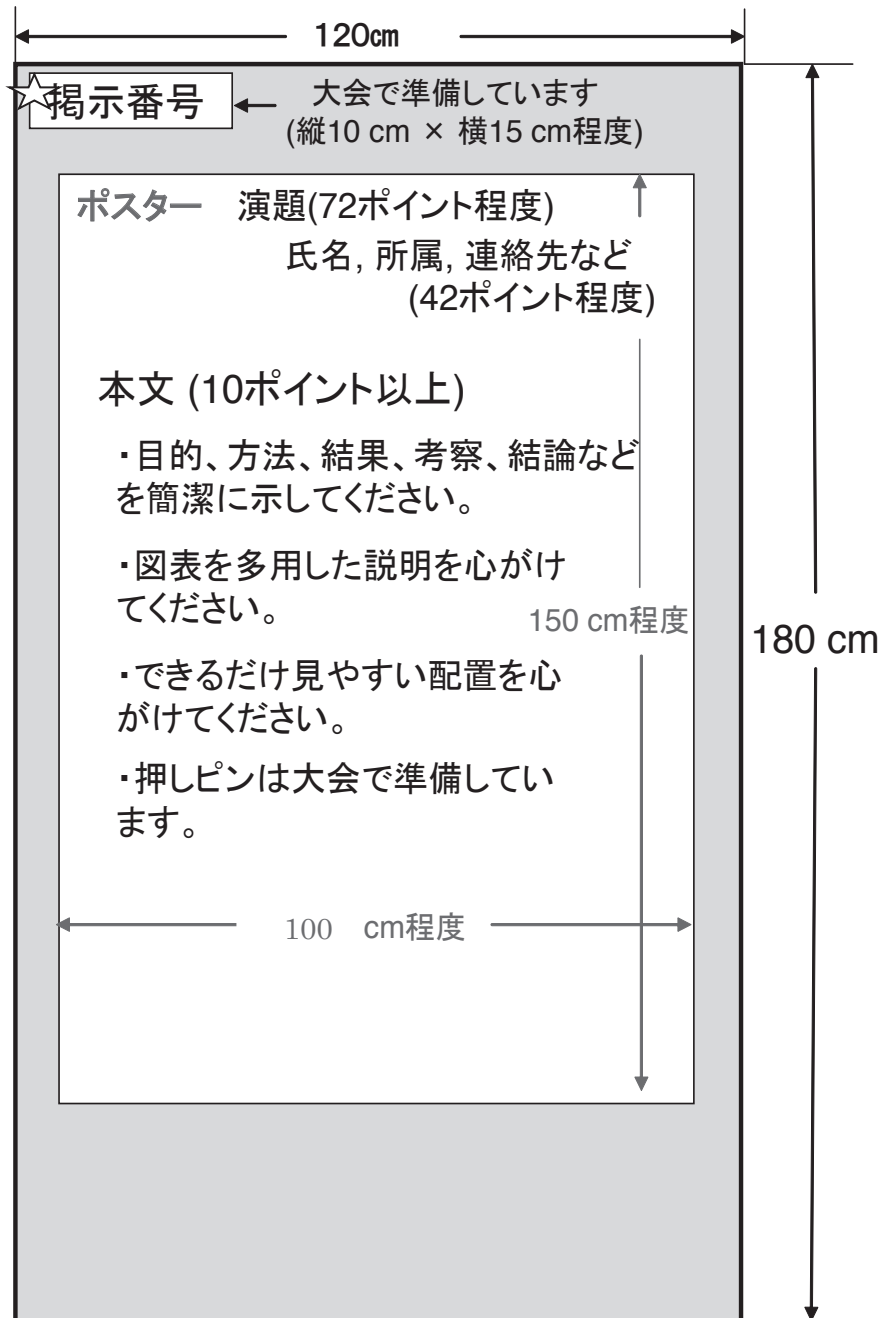 120㎝
掲示番号
大会で準備しています
(縦10 cm × 横15 cm程度)
ポスター 演題(72ポイント程度)
氏名, 所属, 連絡先など
(42ポイント程度)
本文 (10ポイント以上)
・目的、方法、結果、考察、結論など
を簡潔に示してください。
・図表を多用した説明を心がけ
てください。
150 cm程度
180 cm
・できるだけ見やすい配置を心
がけてください。
・押しピンは大会で準備してい
ます。
100 cm程度